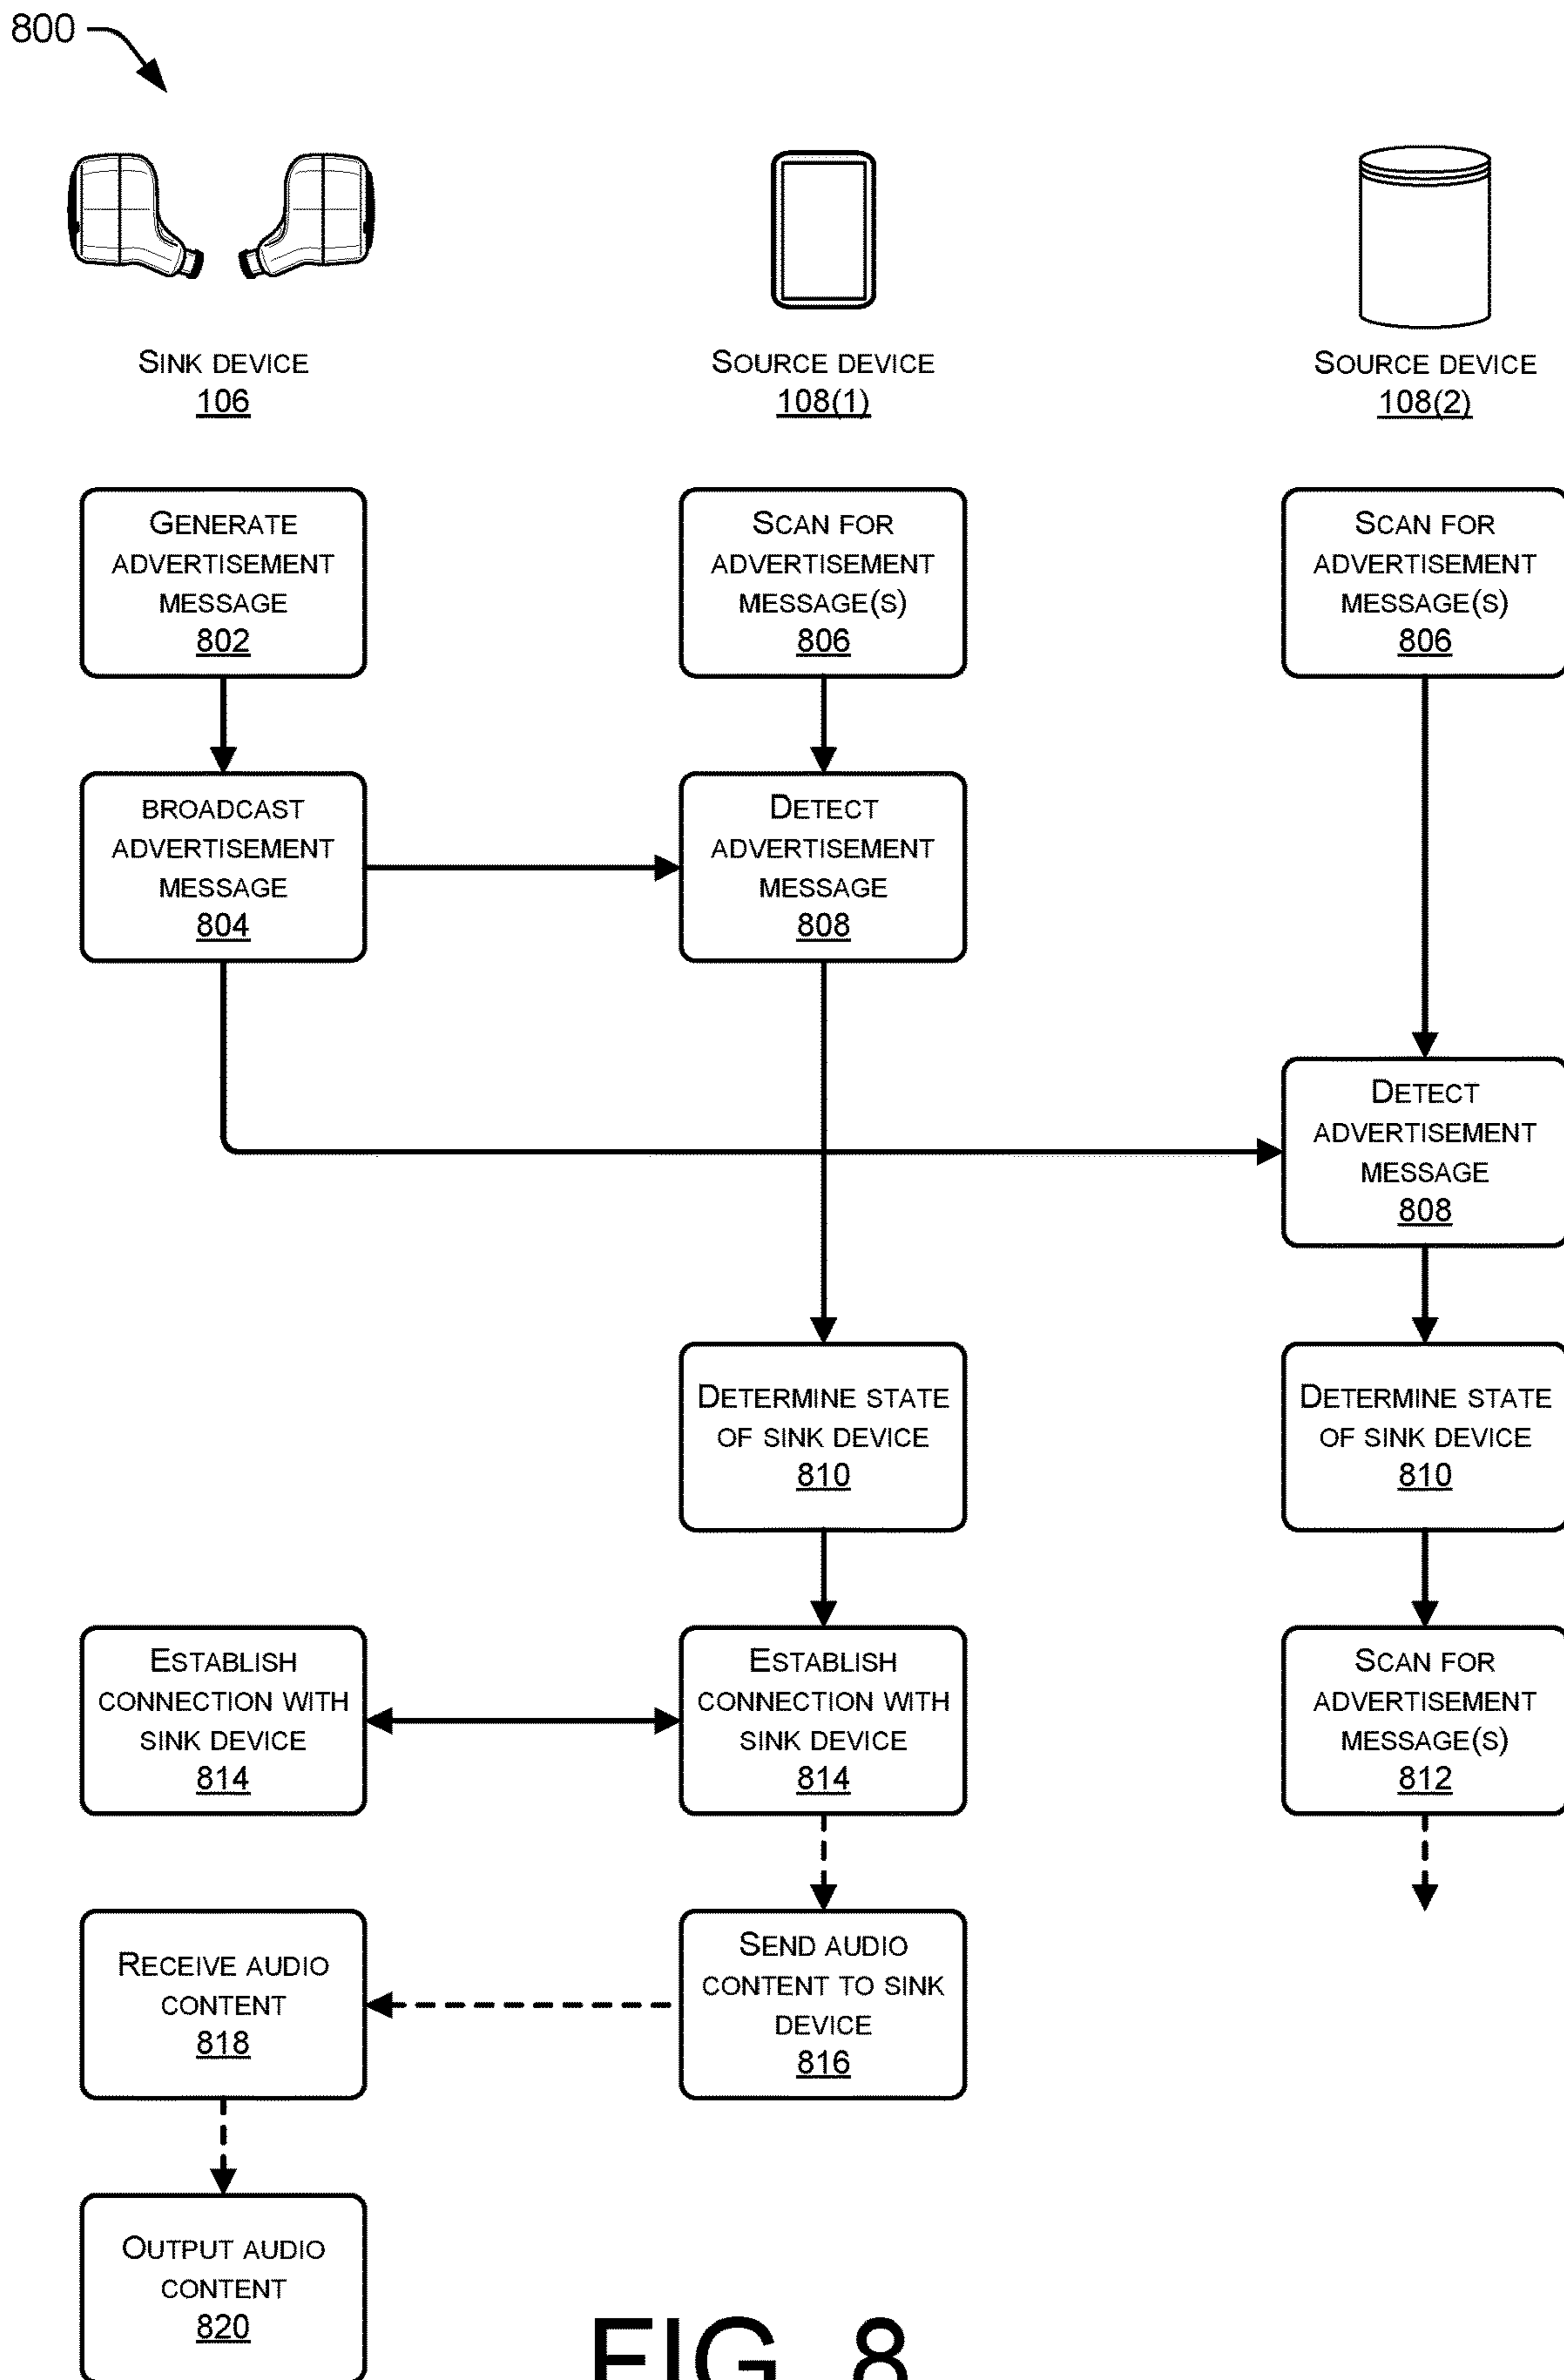 800
SINK DEVICE
106
SOURCE DEVICE
108(1)
SOURCE DEVICE
108(2)
GENERATE
ADVERTISEMENT
MESSAGE
802
SCAN FOR
ADVERTISEMENT
MESSAGE(S)
806
SCAN FOR
ADVERTISEMENT
MESSAGE(S)
806
BROADCAST
ADVERTISEMENT
MESSAGE
804
DETECT
ADVERTISEMENT
MESSAGE
808
DETECT
ADVERTISEMENT
MESSAGE
808
DETERMINE STATE
OF SINK DEVICE
810
DETERMINE STATE
OF SINK DEVICE
810
ESTABLISH
CONNECTION WITH
SINK DEVICE
814
ESTABLISH
CONNECTION WITH
SINK DEVICE
814
SCAN FOR
ADVERTISEMENT
MESSAGE(S)
812
RECEIVE AUDIO
CONTENT
818
SEND AUDIO
CONTENT TO SINK
DEVICE
816
OUTPUT AUDIO
CONTENT
820
FIG. 8